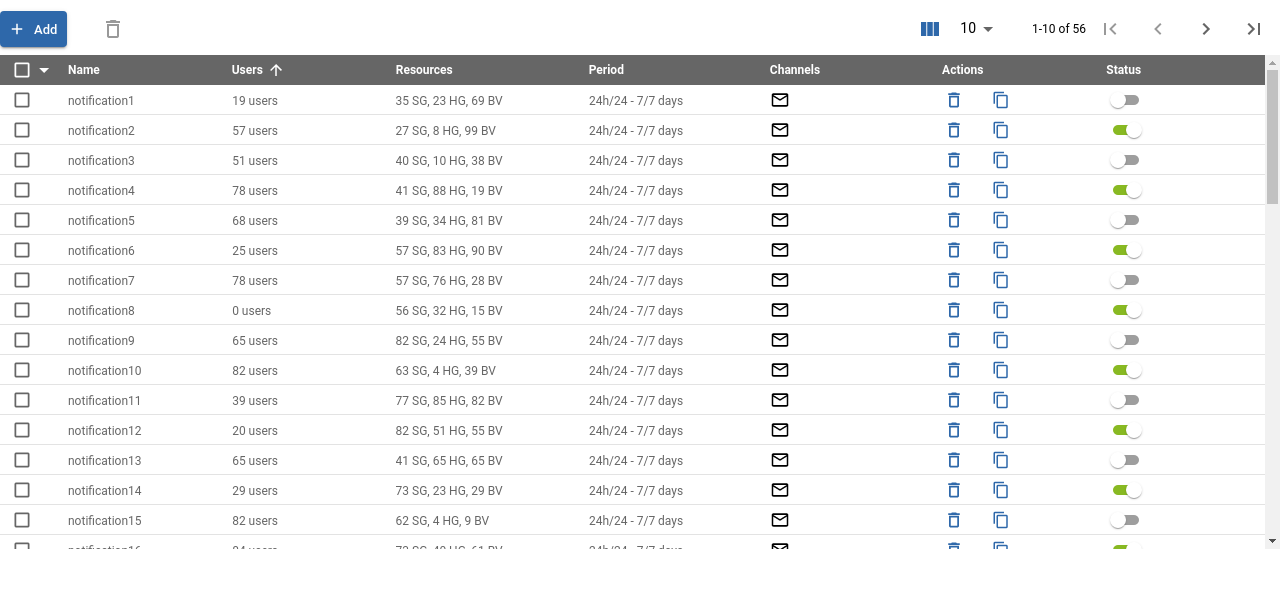 Add 10 1-10 of 56
Name Users Resources Period Channels Actions Status
notification1 19 users 35 SG, 23 HG, 69 BV 24h/24 - 7/7 days
notification2 57 users 27 SG, 8 HG, 99 BV 24h/24 - 7/7 days
notification3 51 users 40 SG, 10 HG, 38 BV 24h/24 - 7/7 days
notification4 78 users 41 SG, 88 HG, 19 BV 24h/24 - 7/7 days
notification5 68 users 39 SG, 34 HG, 81 BV 24h/24 - 7/7 days
notification6 25 users 57 SG, 83 HG, 90 BV 24h/24 - 7/7 days
notification7 78 users 57 SG, 76 HG, 28 BV 24h/24 - 7/7 days
notification8 0 users 56 SG, 32 HG, 15 BV 24h/24 - 7/7 days
notification9 65 users 82 SG, 24 HG, 55 BV 24h/24 - 7/7 days
notification10 82 users 63 SG, 4 HG, 39 BV 24h/24 - 7/7 days
notification11 39 users 77 SG, 85 HG, 82 BV 24h/24 - 7/7 days
notification12 20 users 82 SG, 51 HG, 55 BV 24h/24 - 7/7 days
notification13 65 users 41 SG, 65 HG, 65 BV 24h/24 - 7/7 days
notification14 29 users 73 SG, 23 HG, 29 BV 24h/24 - 7/7 days
notification15 82 users 62 SG, 4 HG, 9 BV 24h/24 - 7/7 days